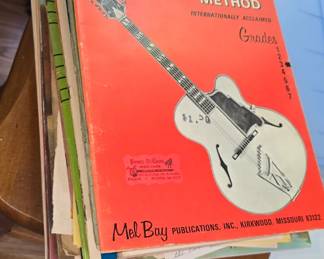 METHOD
INTERNATIONALLY ACCLAIMED
Grades
1
2
3
4
5
6
7
$1.50
Mel Bay PUBLICATIONS, INC., KIRKWOOD, MISSOURI 63122